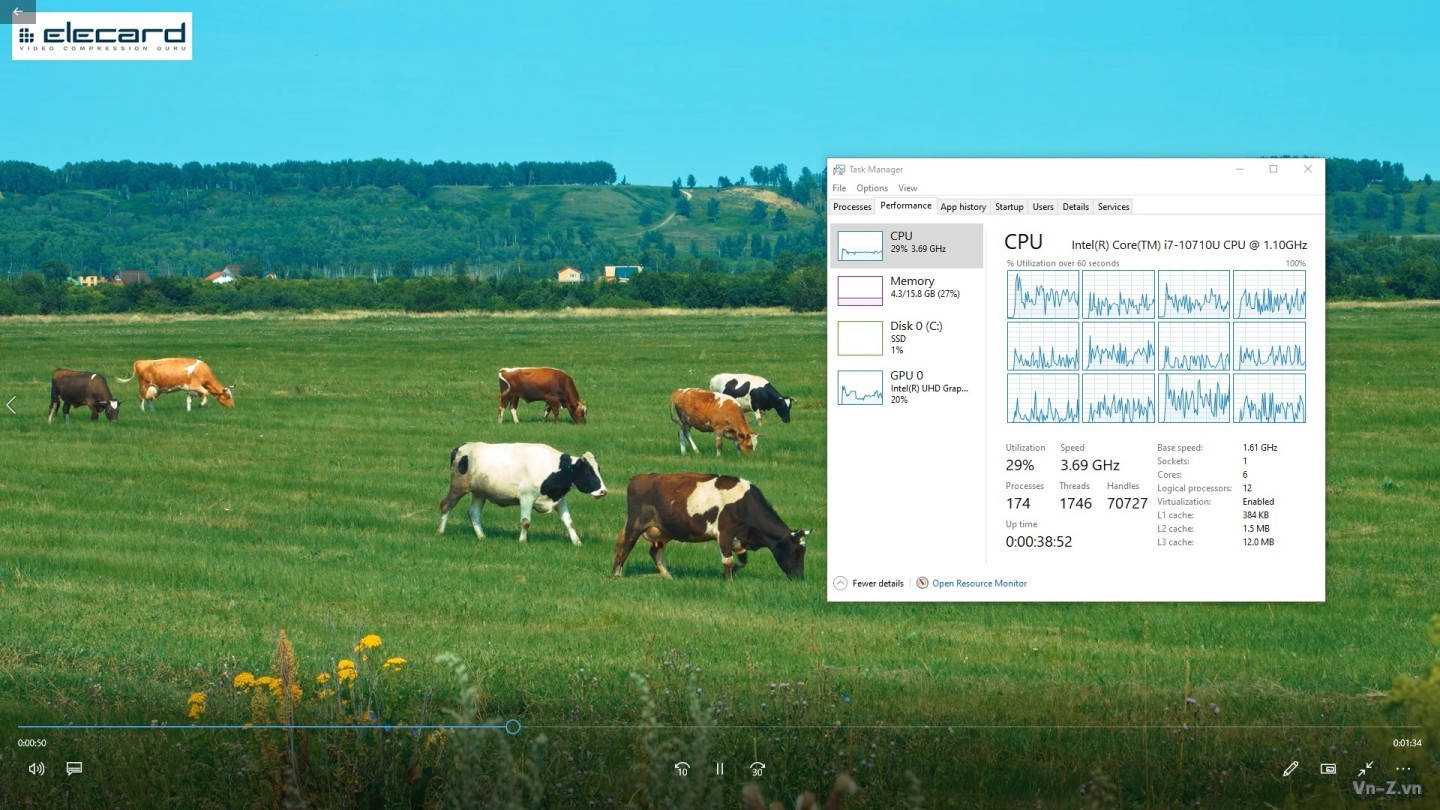 elecard
VIDEO COMPRESSION GURU
Task Manager
File Options View
Processes Performance App history Startup Users Details Services
CPU
29% 3.69 GHz
Memory
4.3/15.8 GB (27%)
Disk 0 (C:)
SSD
1%
GPU 0
Intel(R) UHD Grap...
20%
CPU Intel(R) Core(TM) i7-10710U CPU @ 1.10GHz
% Utilization over 60 seconds 100%
Utilization Speed
29% 3.69 GHz
Processes Threads Handles
174 1746 70727
Up time
0:00:38:52
Base speed: 1.61 GHz
Sockets: 1
Cores: 6
Logical processors: 12
Virtualization: Enabled
L1 cache: 384 KB
L2 cache: 1.5 MB
L3 cache: 12.0 MB
Fewer details Open Resource Monitor
0:00:50 0:01:34
10 30
Vn-Z.vn